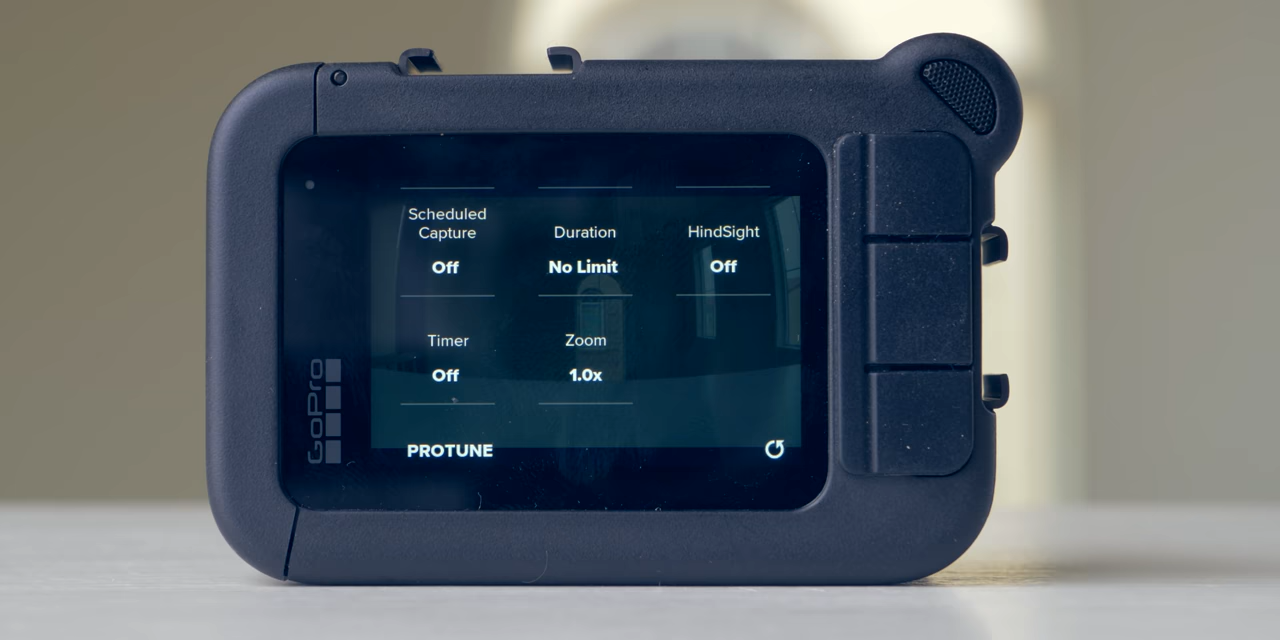 Scheduled
Capture
Duration
HindSight
Off
No Limit
Off
Timer
Zoom
Off
1.0x
PROTUNE
GoPro